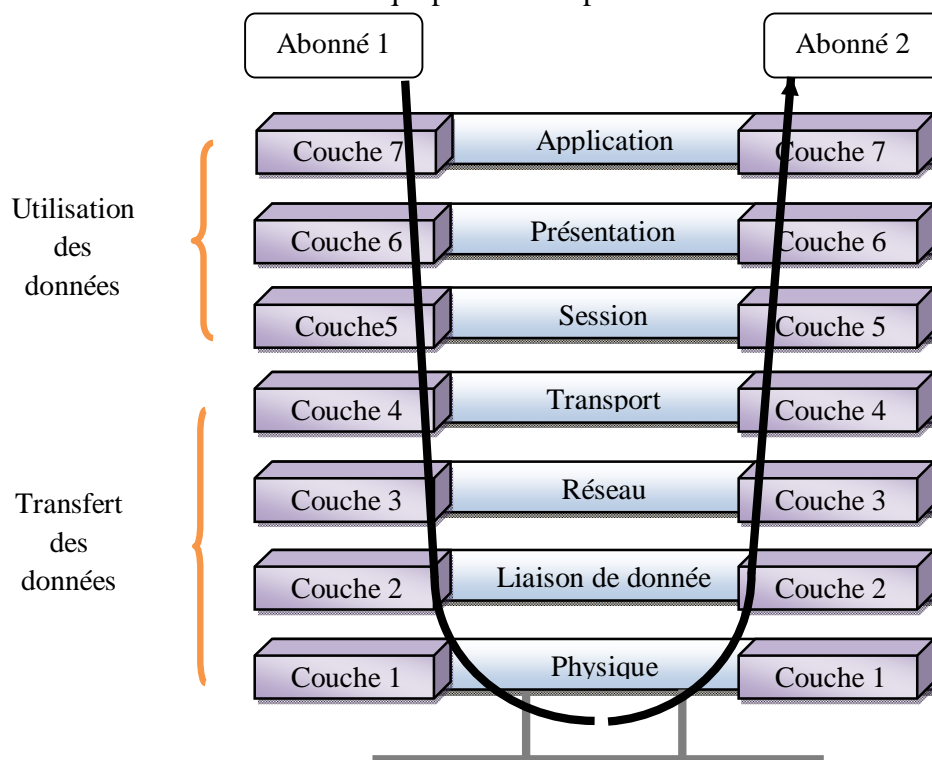 Abonné 1
Abonné 2
Couche 7
Application
Couche 7
Utilisation
des
données
Couche 6
Présentation
Couche 6
Couche5
Session
Couche 5
Couche 4
Transport
Couche 4
Transfert
des
données
Couche 3
Réseau
Couche 3
Couche 2
Liaison de donnée
Couche 2
Couche 1
Physique
Couche 1